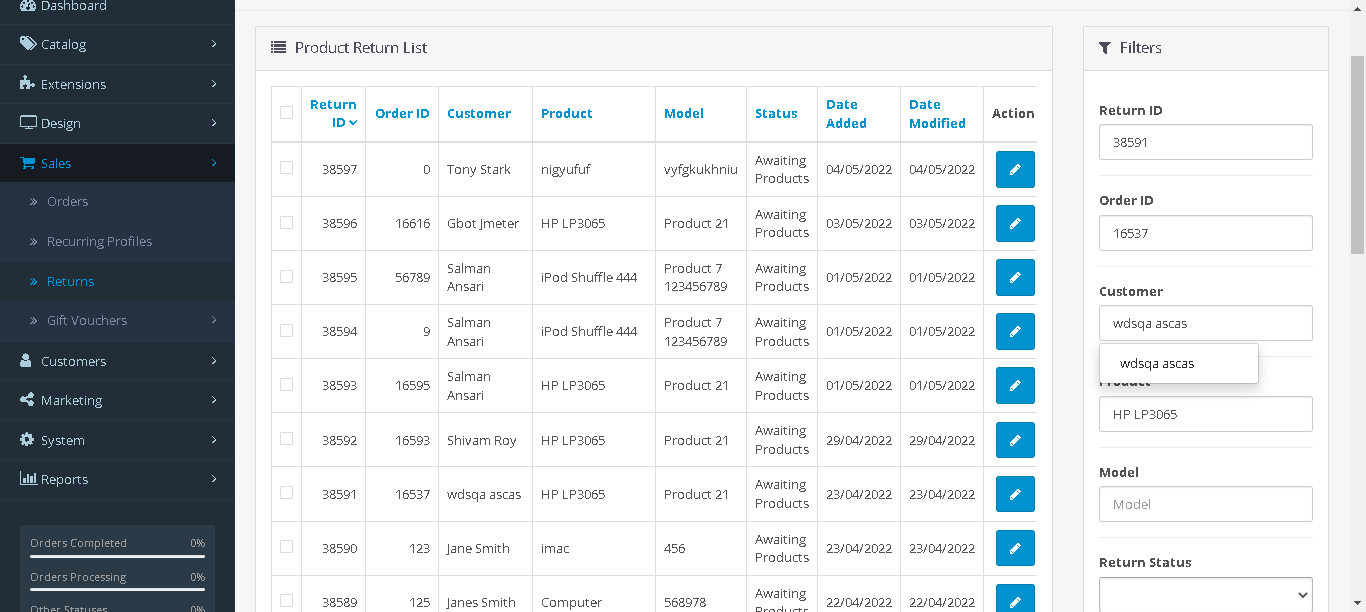 Dashboard
Catalog
Extensions
Design
Sales
Orders
Recurring Profiles
Returns
Gift Vouchers
Customers
Marketing
System
Reports
Orders Completed 0%
Orders Processing 0%
Other Statuses 0%
Product Return List
Return ID Order ID Customer Product Model Status Date Added Date Modified Action
38597 0 Tony Stark nigyufuf vyfgkukhniu Awaiting Products 04/05/2022 04/05/2022
38596 16616 Gbot Jmeter HP LP3065 Product 21 Awaiting Products 03/05/2022 03/05/2022
38595 56789 Salman Ansari iPod Shuffle 444 Product 7 123456789 Awaiting Products 01/05/2022 01/05/2022
38594 9 Salman Ansari iPod Shuffle 444 Product 7 123456789 Awaiting Products 01/05/2022 01/05/2022
38593 16595 Salman Ansari HP LP3065 Product 21 Awaiting Products 01/05/2022 01/05/2022
38592 16593 Shivam Roy HP LP3065 Product 21 Awaiting Products 29/04/2022 29/04/2022
38591 16537 wdsqa ascas HP LP3065 Product 21 Awaiting Products 23/04/2022 23/04/2022
38590 123 Jane Smith imac 456 Awaiting Products 23/04/2022 23/04/2022
38589 125 Janes Smith Computer 568978 Awaiting Products 22/04/2022 22/04/2022
Filters
Return ID
38591
Order ID
16537
Customer
wdsqa ascas
wdsqa ascas
Product
HP LP3065
Model
Model
Return Status